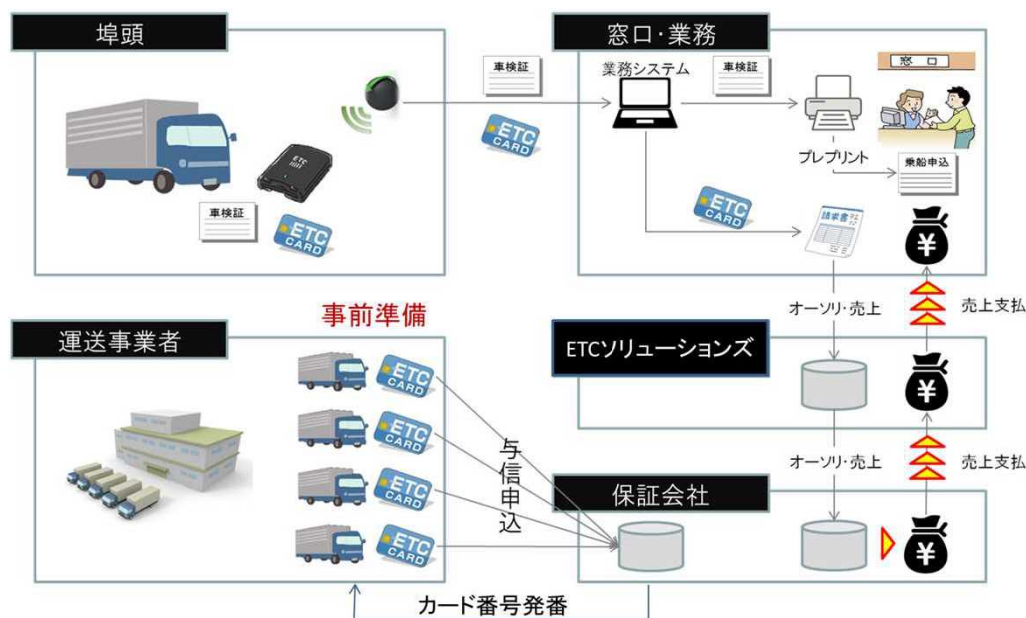 埠頭
車検証
ETC CARD
ETC
車検証
ETC CARD
窓口・業務
業務システム
車検証
窓 口
プレプリント
乗船申込
ETC CARD
請求書
¥
オーソリ・売上
売上支払
ETCソリューションズ
¥
オーソリ・売上
売上支払
事前準備
運送事業者
ETC CARD
ETC CARD
ETC CARD
ETC CARD
与信申込
保証会社
¥
カード番号発番